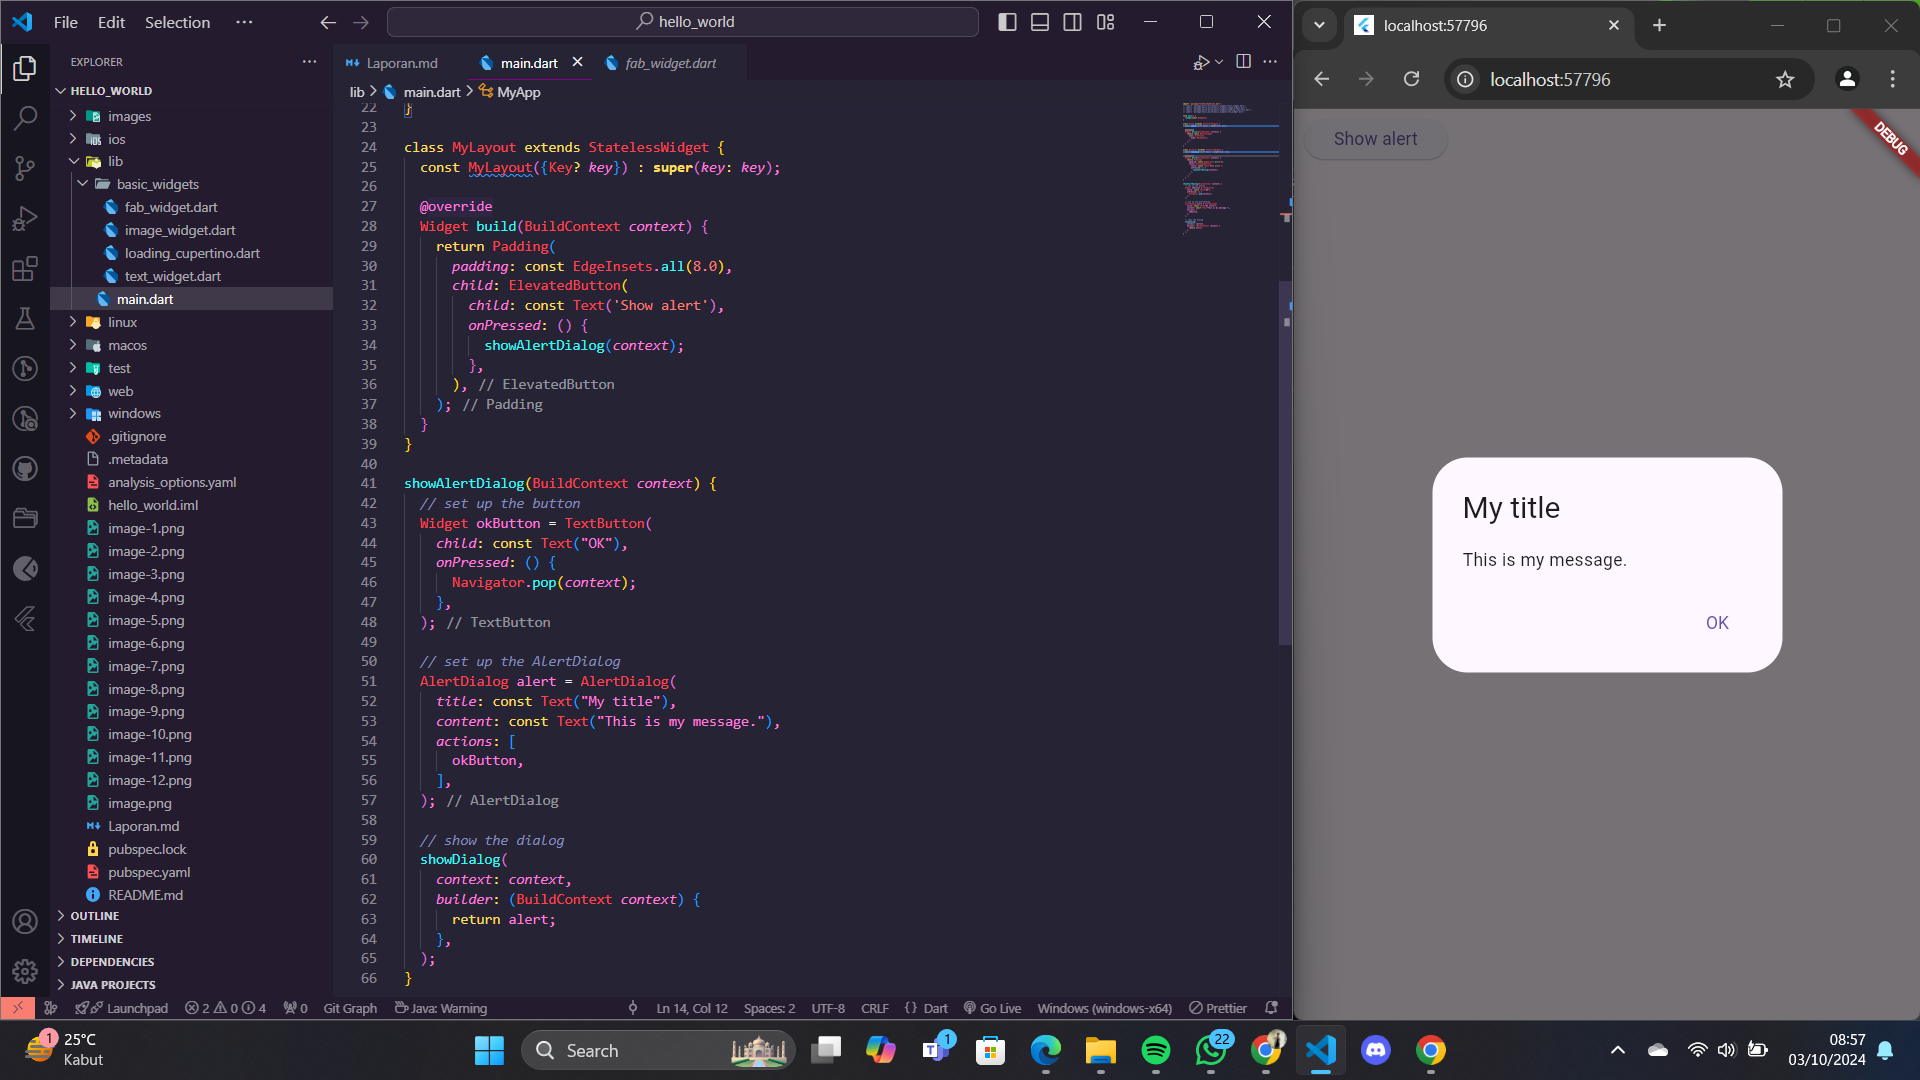 File Edit Selection ···
hello_world
EXPLORER
HELLO_WORLD
images
ios
lib
basic_widgets
fab_widget.dart
image_widget.dart
loading_cupertino.dart
text_widget.dart
main.dart
linux
macos
test
web
windows
.gitignore
.metadata
analysis_options.yaml
hello_world.iml
image-1.png
image-2.png
image-3.png
image-4.png
image-5.png
image-6.png
image-7.png
image-8.png
image-9.png
image-10.png
image-11.png
image-12.png
image.png
Laporan.md
pubspec.lock
pubspec.yaml
README.md
OUTLINE
TIMELINE
DEPENDENCIES
JAVA PROJECTS
Laporan.md main.dart fab_widget.dart
lib > main.dart > MyApp
22 }
23
24 class MyLayout extends StatelessWidget {
25 const MyLayout({Key? key}) : super(key: key);
26
27 @override
28 Widget build(BuildContext context) {
29 return Padding(
30 padding: const EdgeInsets.all(8.0),
31 child: ElevatedButton(
32 child: const Text('Show alert'),
33 onPressed: () {
34 showAlertDialog(context);
35 },
36 ), // ElevatedButton
37 ); // Padding
38 }
39 }
40
41 showAlertDialog(BuildContext context) {
42 // set up the button
43 Widget okButton = TextButton(
44 child: const Text("OK"),
45 onPressed: () {
46 Navigator.pop(context);
47 },
48 ); // TextButton
49
50 // set up the AlertDialog
51 AlertDialog alert = AlertDialog(
52 title: const Text("My title"),
53 content: const Text("This is my message."),
54 actions: [
55 okButton,
56 ],
57 ); // AlertDialog
58
59 // show the dialog
60 showDialog(
61 context: context,
62 builder: (BuildContext context) {
63 return alert;
64 },
65 );
66 }
Launchpad 2 0 4 0 Git Graph Java: Warning Ln 14, Col 12 Spaces: 2 UTF-8 CRLF {} Dart Go Live Windows (windows-x64) Prettier
localhost:57796
localhost:57796
Show alert
DEBUG
My title
This is my message.
OK
1
25°C
Kabut
Search
1
22
08:57
03/10/2024